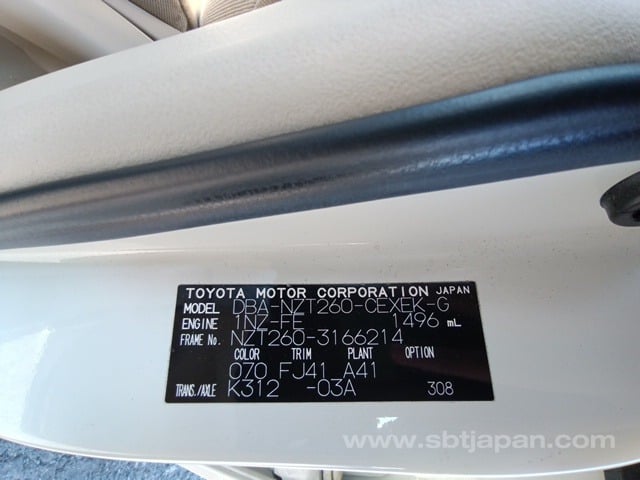 TOYOTA MOTOR CORPORATION JAPAN
MODEL DBA-NZT260-CEXEK-G
ENGINE 1NZ-FE 1496 mL
FRAME No. NZT260-3166214
COLOR TRIM PLANT OPTION
070 FJ41 A41
TRANS./AXLE K312 -03A 308
www.sbtjapan.com